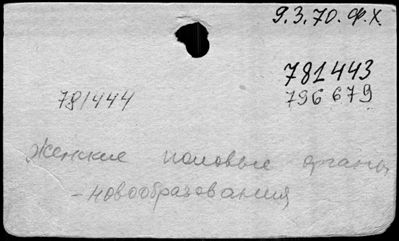 9.3.70.Ф.Х
781443
781444
796679
женские половые органы
-новообразования